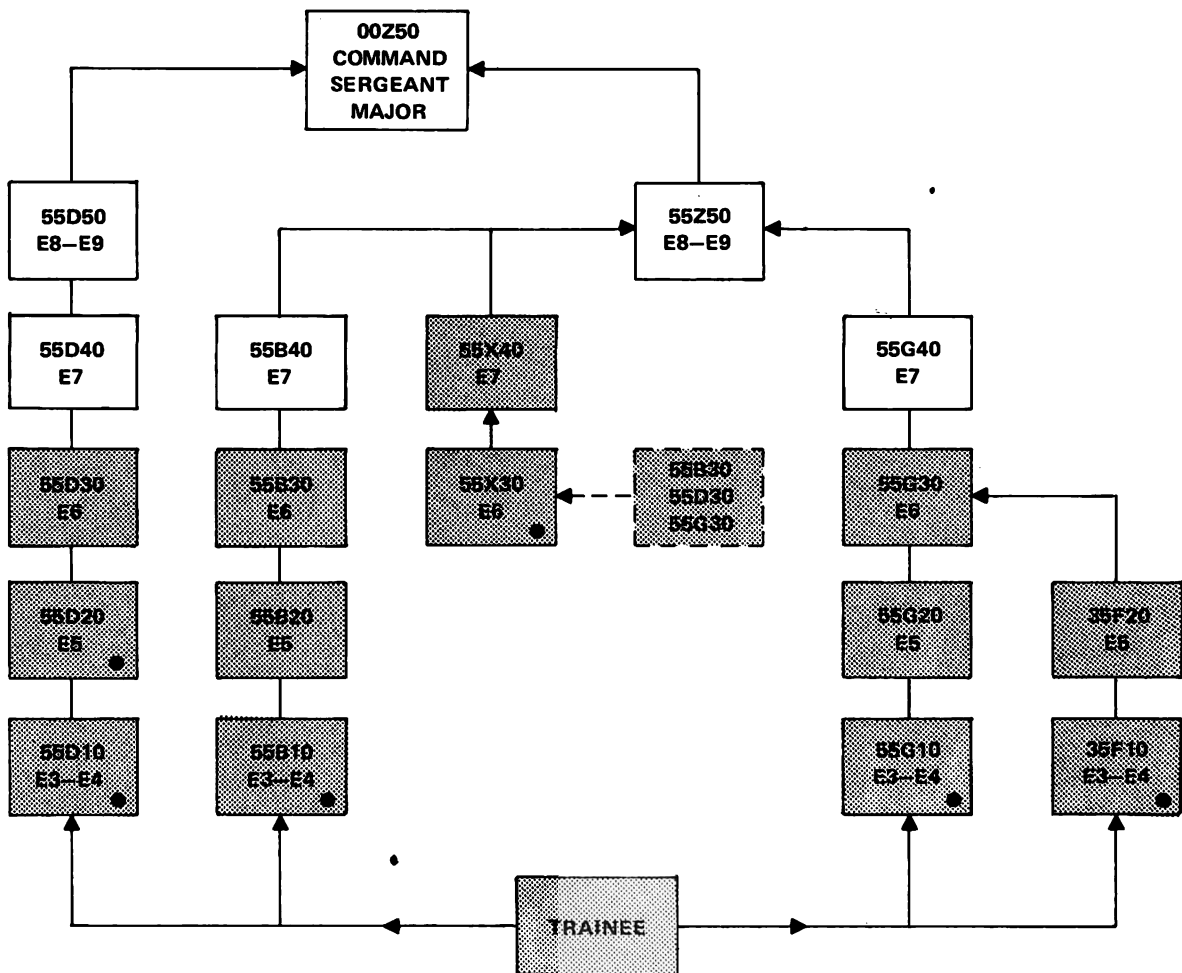 00Z50
COMMAND
SERGEANT
MAJOR
55D50
E8–E9
55Z50
E8–E9
55D40
E7
55B40
E7
55X40
E7
55G40
E7
55D30
E6
55B30
E6
55X30
E6
55B30
55D30
55G30
55G30
E6
55D20
E5
55B20
E5
55G20
E5
35F20
E5
55D10
E3–E4
55B10
E3–E4
55G10
E3–E4
35F10
E3–E4
TRAINEE